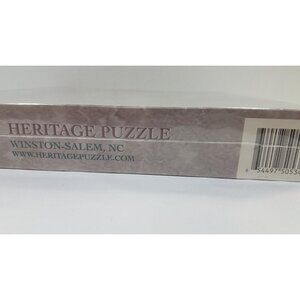 HERITAGE PUZZLE
WINSTON-SALEM, NC
WWW.HERITAGEPUZZLE.COM